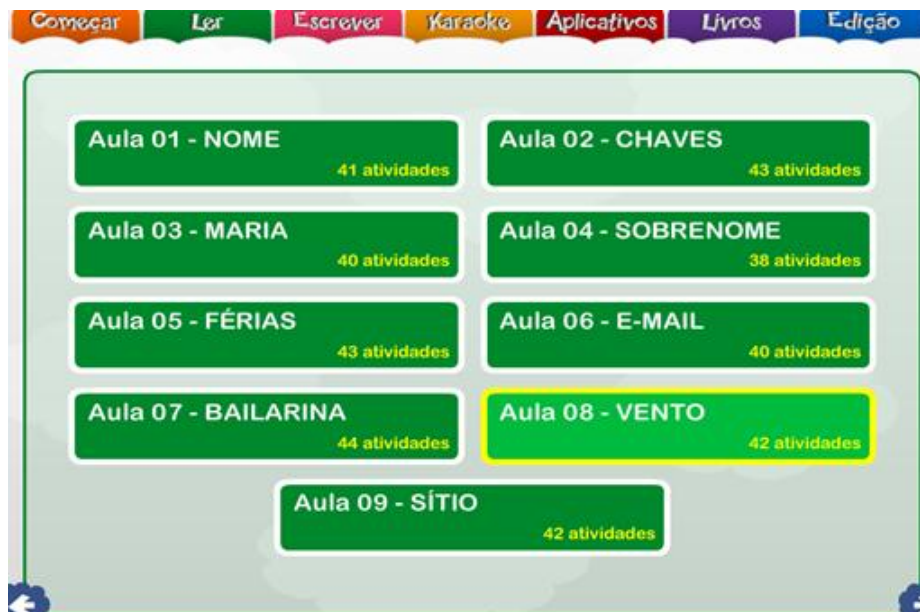 Começar Ler Escrever Karaoke Aplicativos Livros Edição
Aula 01 - NOME
41 atividades
Aula 02 - CHAVES
43 atividades
Aula 03 - MARIA
40 atividades
Aula 04 - SOBRENOME
38 atividades
Aula 05 - FÉRIAS
43 atividades
Aula 06 - E-MAIL
40 atividades
Aula 07 - BAILARINA
44 atividades
Aula 08 - VENTO
42 atividades
Aula 09 - SÍTIO
42 atividades